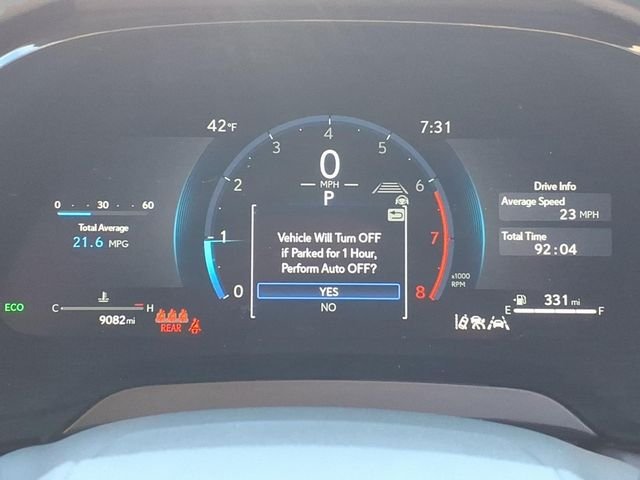 42°F
7:31
4
3
5
2
6
1
7
0
8
0
MPH
P
x1000
RPM
0 30 60
Total Average
21.6 MPG
Vehicle Will Turn OFF
if Parked for 1 Hour,
Perform Auto OFF?
YES
NO
Drive Info
Average Speed
23 MPH
Total Time
92:04
ECO
C H
9082 mi
REAR
331 mi
E F